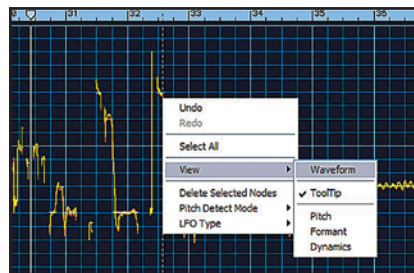 31
32
34
35
35
Undo
Redo
Select All
View
Waveform
ToolTip
Delete Selected Nodes
Pitch
Pitch Detect Mode
Formant
LFO Type
Dynamics